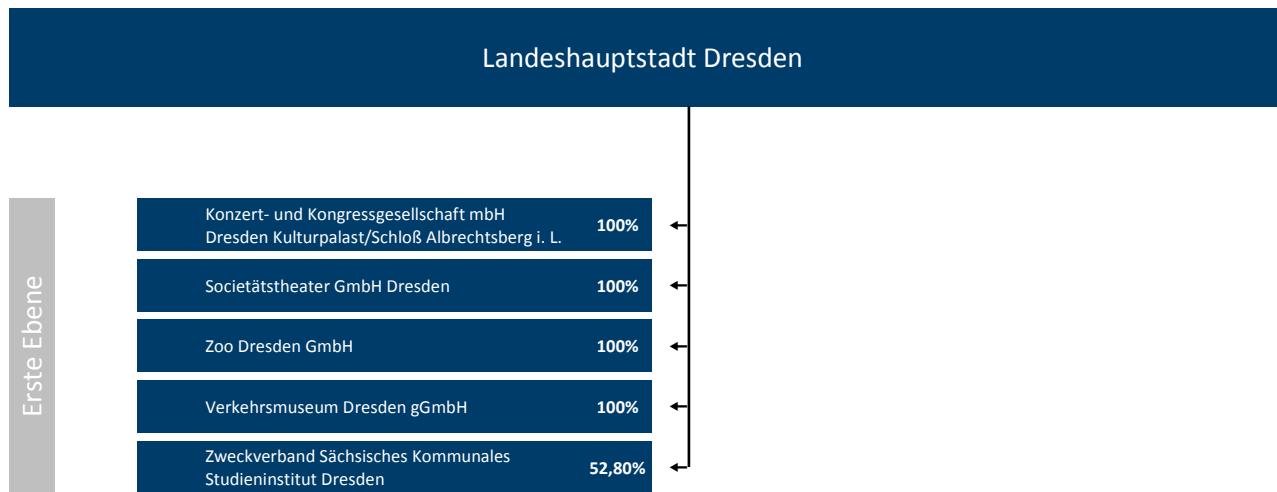 Landeshauptstadt Dresden
Erste Ebene
Konzert- und Kongressgesellschaft mbH
Dresden Kulturpalast/Schloß Albrechtsberg i. L.
100%
Societätstheater GmbH Dresden
100%
Zoo Dresden GmbH
100%
Verkehrsmuseum Dresden gGmbH
100%
Zweckverband Sächsisches Kommunales
Studieninstitut Dresden
52,80%